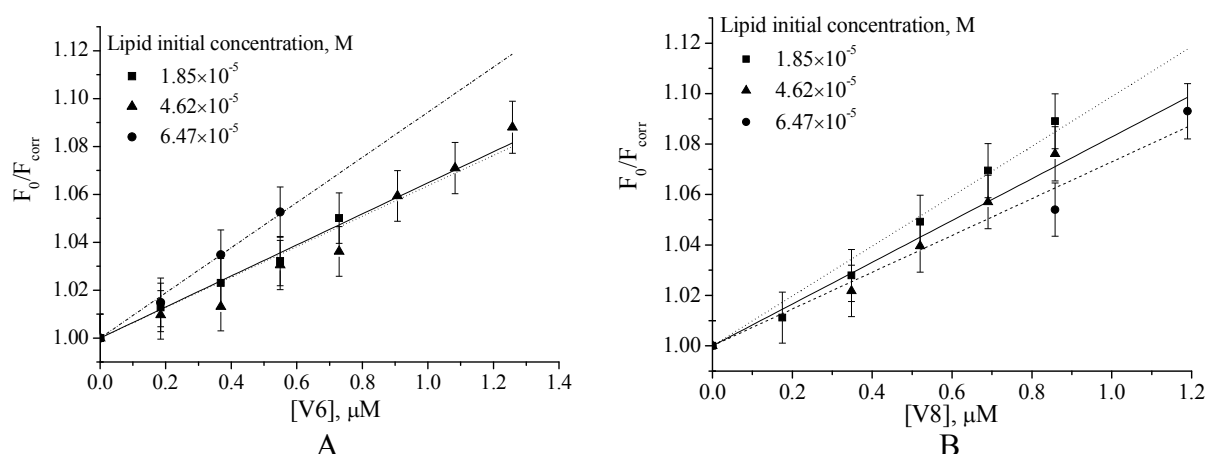 Lipid initial concentration, M
1.85×10⁻⁵
4.62×10⁻⁵
6.47×10⁻⁵
F₀/F_corr
1.12
1.10
1.08
1.06
1.04
1.02
1.00
0.0 0.2 0.4 0.6 0.8 1.0 1.2 1.4
[V6], μM
A
Lipid initial concentration, M
1.85×10⁻⁵
4.62×10⁻⁵
6.47×10⁻⁵
F₀/F_corr
1.12
1.10
1.08
1.06
1.04
1.02
1.00
0.0 0.2 0.4 0.6 0.8 1.0 1.2
[V8], μM
B